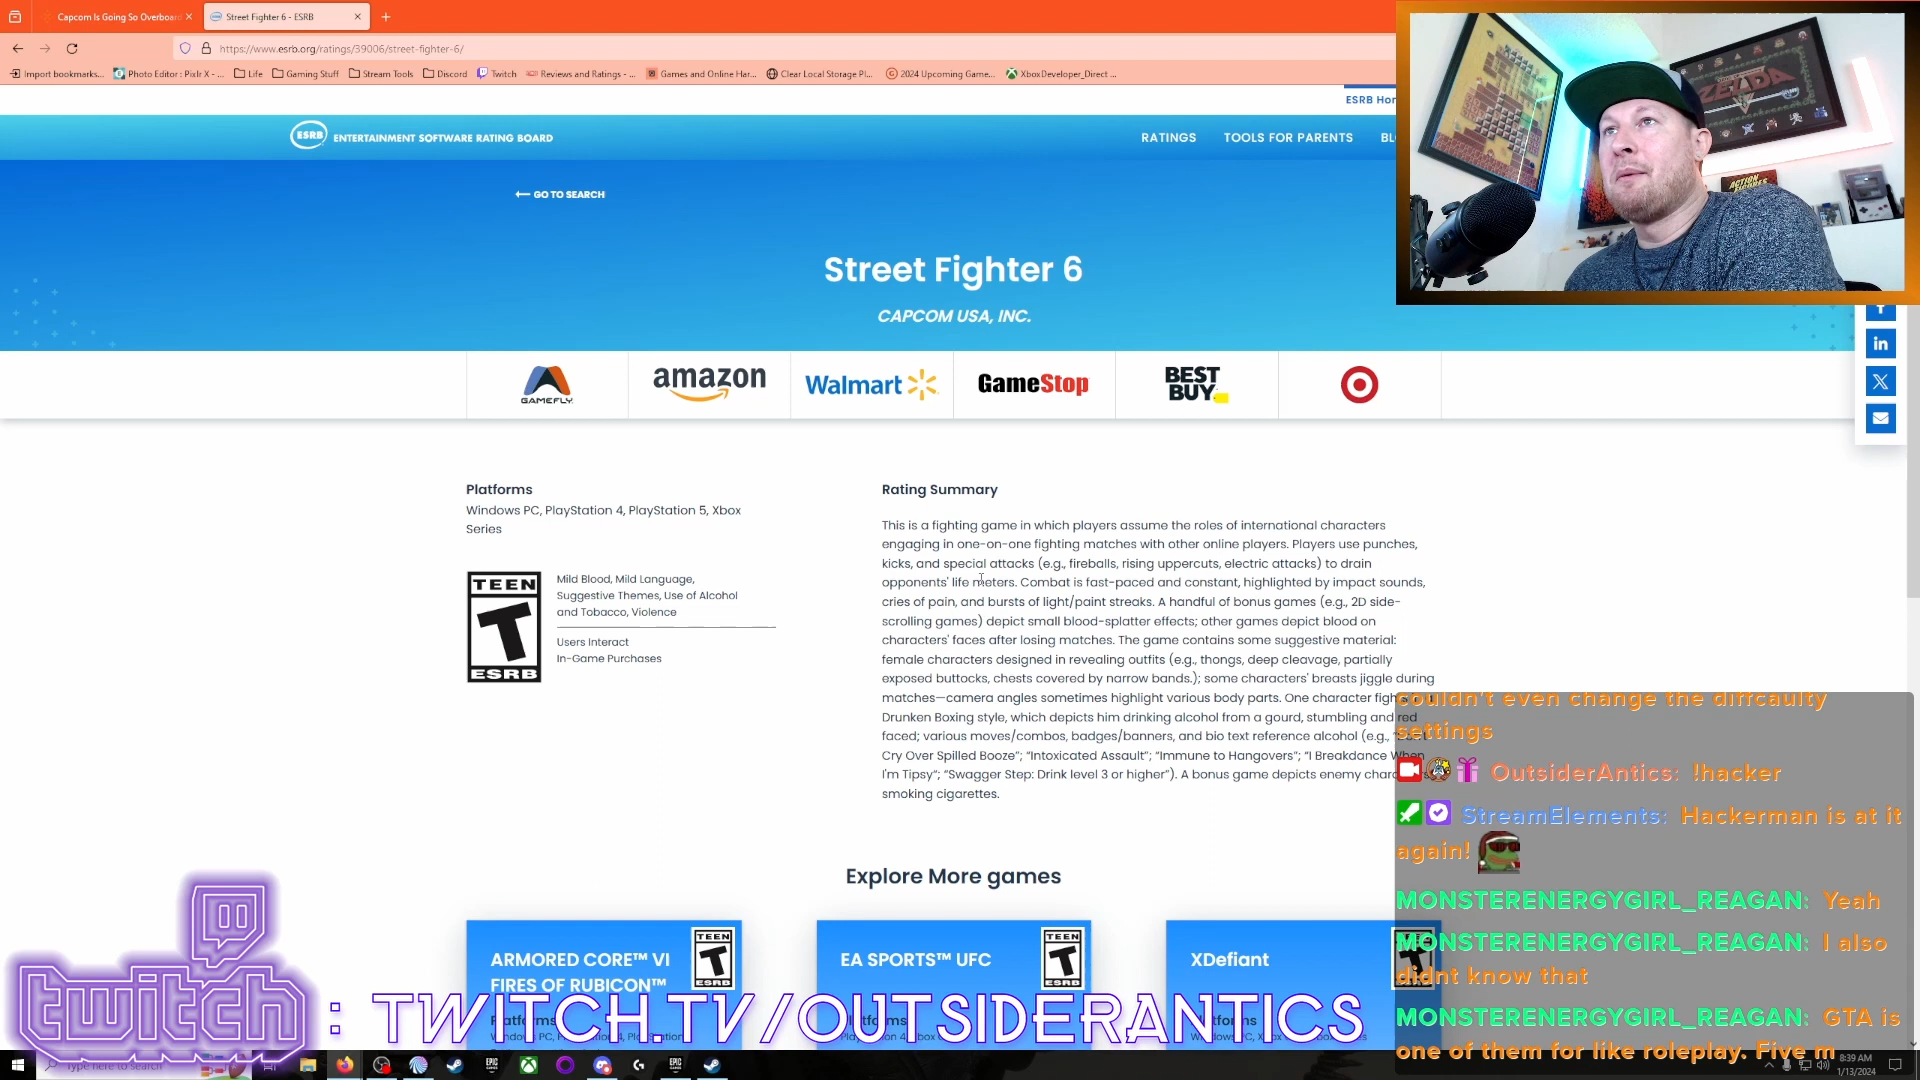 Capcom Is Going So Overboard
Street Fighter 6 - ESRB
https://www.esrb.org/ratings/39006/street-fighter-6/
Import bookmarks... Photo Editor : Pixlr X - ... Life Gaming Stuff Stream Tools Discord Twitch Reviews and Ratings - ... Games and Online Har... Clear Local Storage Pl... 2024 Upcoming Game... XboxDeveloper_Direct ...
ESRB
ESRB ENTERTAINMENT SOFTWARE RATING BOARD
RATINGS TOOLS FOR PARENTS
GO TO SEARCH
Street Fighter 6
CAPCOM USA, INC.
GAMEFLY amazon Walmart GameStop BEST BUY
ZELDA
ACTION FIGURES
Platforms
Windows PC, PlayStation 4, PlayStation 5, Xbox
Series
TEEN
T
ESRB
Mild Blood, Mild Language,
Suggestive Themes, Use of Alcohol
and Tobacco, Violence
Users Interact
In-Game Purchases
Rating Summary
This is a fighting game in which players assume the roles of international characters
engaging in one-on-one fighting matches with other online players. Players use punches,
kicks, and special attacks (e.g., fireballs, rising uppercuts, electric attacks) to drain
opponents' life meters. Combat is fast-paced and constant, highlighted by impact sounds,
cries of pain, and bursts of light/paint streaks. A handful of bonus games (e.g., 2D side-
scrolling games) depict small blood-splatter effects; other games depict blood on
characters' faces after losing matches. The game contains some suggestive material:
female characters designed in revealing outfits (e.g., thongs, deep cleavage, partially
exposed buttocks, chests covered by narrow bands.); some characters' breasts jiggle during
matches—camera angles sometimes highlight various body parts. One character
Drunken Boxing style, which depicts him drinking alcohol from a gourd, stumbling and red
faced; various moves/combos, badges/banners, and bio text reference alcohol (e.g.,
Cry Over Spilled Booze"; "Intoxicated Assault"; "Immune to Hangovers"; "I Breakdance When
I'm Tipsy"; "Swagger Step: Drink level 3 or higher"). A bonus game depicts enemy
smoking cigarettes.
Explore More games
ARMORED CORE™ VI
FIRES OF RUBICON™
TEEN
T
ESRB
EA SPORTS™ UFC
TEEN
T
ESRB
XDefiant
couldn't even change the diffcaulty
settings
OutsiderAntics: !hacker
StreamElements: Hackerman is at it
again!
MONSTERENERGYGIRL_REAGAN: Yeah
MONSTERENERGYGIRL_REAGAN: I also
didnt know that
MONSTERENERGYGIRL_REAGAN: GTA is
one of them for like roleplay. Five m
twitch : TWITCH.TV/OUTSIDERANTICS
Type here to search
8:39 AM
1/13/2024